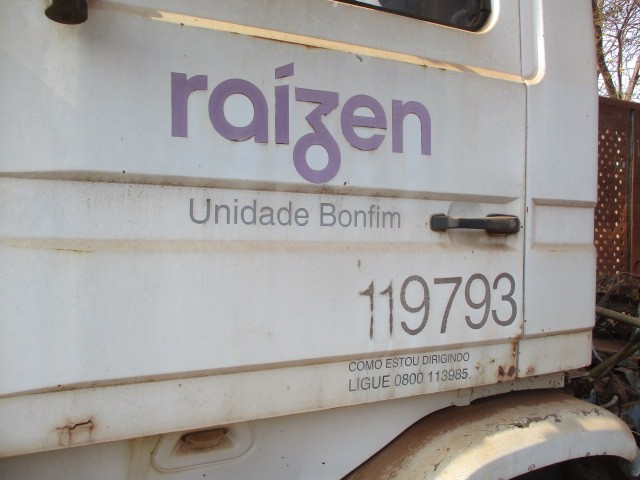 raízen
Unidade Bonfim
119793
COMO ESTOU DIRIGINDO
LIGUE 0800 113985.